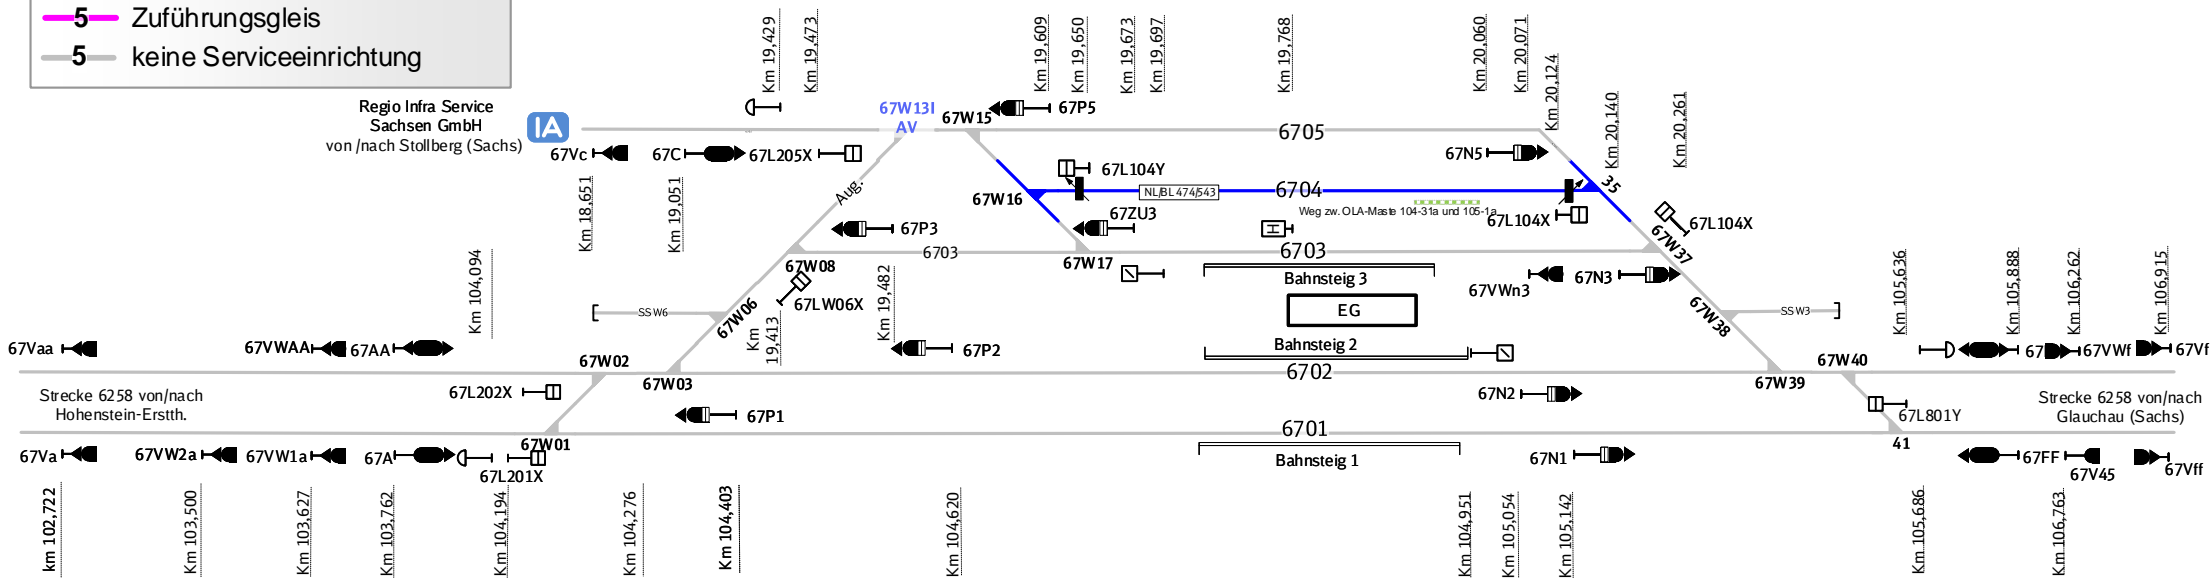 5 Zuführungsgleis
5 keine Serviceeinrichtung
Regio Infra Service
Sachsen GmbH
von /nach Stollberg (Sachs)
IA
Km 19,429
Km 19,473
Km 19,609
Km 19,650
Km 19,673
Km 19,697
Km 19,768
Km 20,060
Km 20,071
Km 20,124
Km 20,140
Km 20,261
67W13I
AV
67W15
67P5
6705
67Vc
67C
67L205X
67N5
67L104Y
NL/BL 474/543
6704
35
Aug.
67W16
Weg zw. OLA-Maste 104-31a und 105-1a
67L104X
67L104X
Km 18,651
Km 19,051
67P3
67ZU3
6703
67W17
6703
67W37
Km 104,094
67W08
67LW06X
Km 19,482
Bahnsteig 3
67VWn3
67N3
SSW6
67W06
Km
19,413
EG
67W38
SSW3
Km 105,636
Km 105,888
Km 106,262
Km 106,915
67Vaa
67VWAA
67AA
67W02
67P2
Bahnsteig 2
67W40
67
67VWf
67Vf
67W03
6702
67W39
Strecke 6258 von/nach
Hohenstein-Erstth.
67L202X
67P1
67N2
67L801Y
Strecke 6258 von/nach
Glauchau (Sachs)
67W01
6701
41
67Va
67VW2a
67VW1a
67A
67L201X
Bahnsteig 1
67N1
67FF
67V45
67Vff
km 102,722
Km 103,500
Km 103,627
Km 103,762
Km 104,194
Km 104,276
Km 104,403
Km 104,620
Km 104,951
Km 105,054
Km 105,142
Km 105,686
Km 106,763